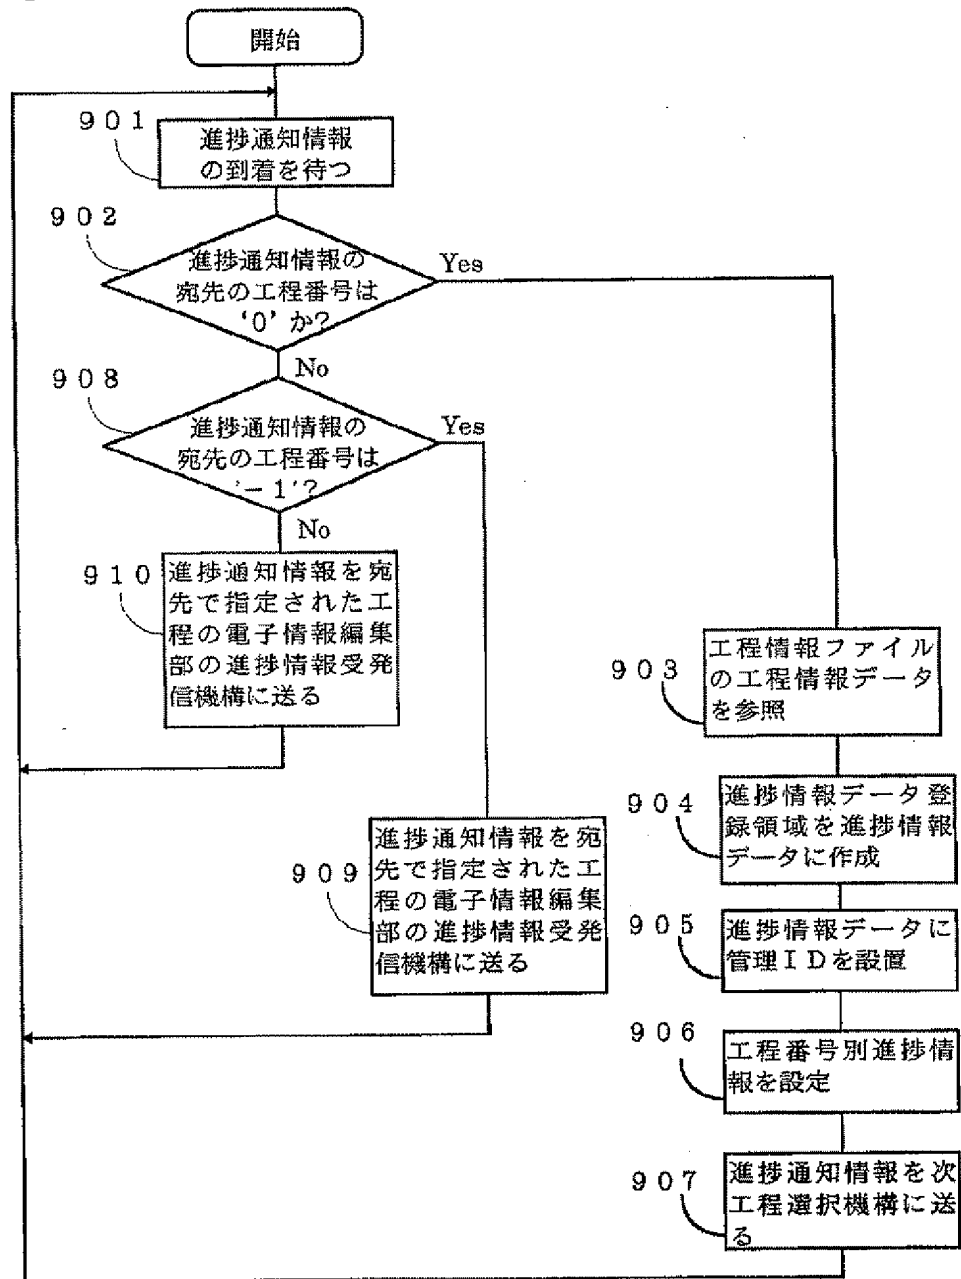 開始
901
進捗通知情報
の到着を待つ
902
進捗通知情報の
宛先の工程番号は
‘0’か?
Yes
No
908
進捗通知情報の
宛先の工程番号は
‘－1’?
Yes
No
910
進捗通知情報を宛
先で指定された工
程の電子情報編集
部の進捗情報受発
信機構に送る
909
進捗通知情報を宛
先で指定された工
程の電子情報編集
部の進捗情報受発
信機構に送る
903
工程情報ファイル
の工程情報データ
を参照
904
進捗情報データ登
録領域を進捗情報
データに作成
905
進捗情報データに
管理IDを設置
906
工程番号別進捗情
報を設定
907
進捗通知情報を次
工程選択機構に送
る